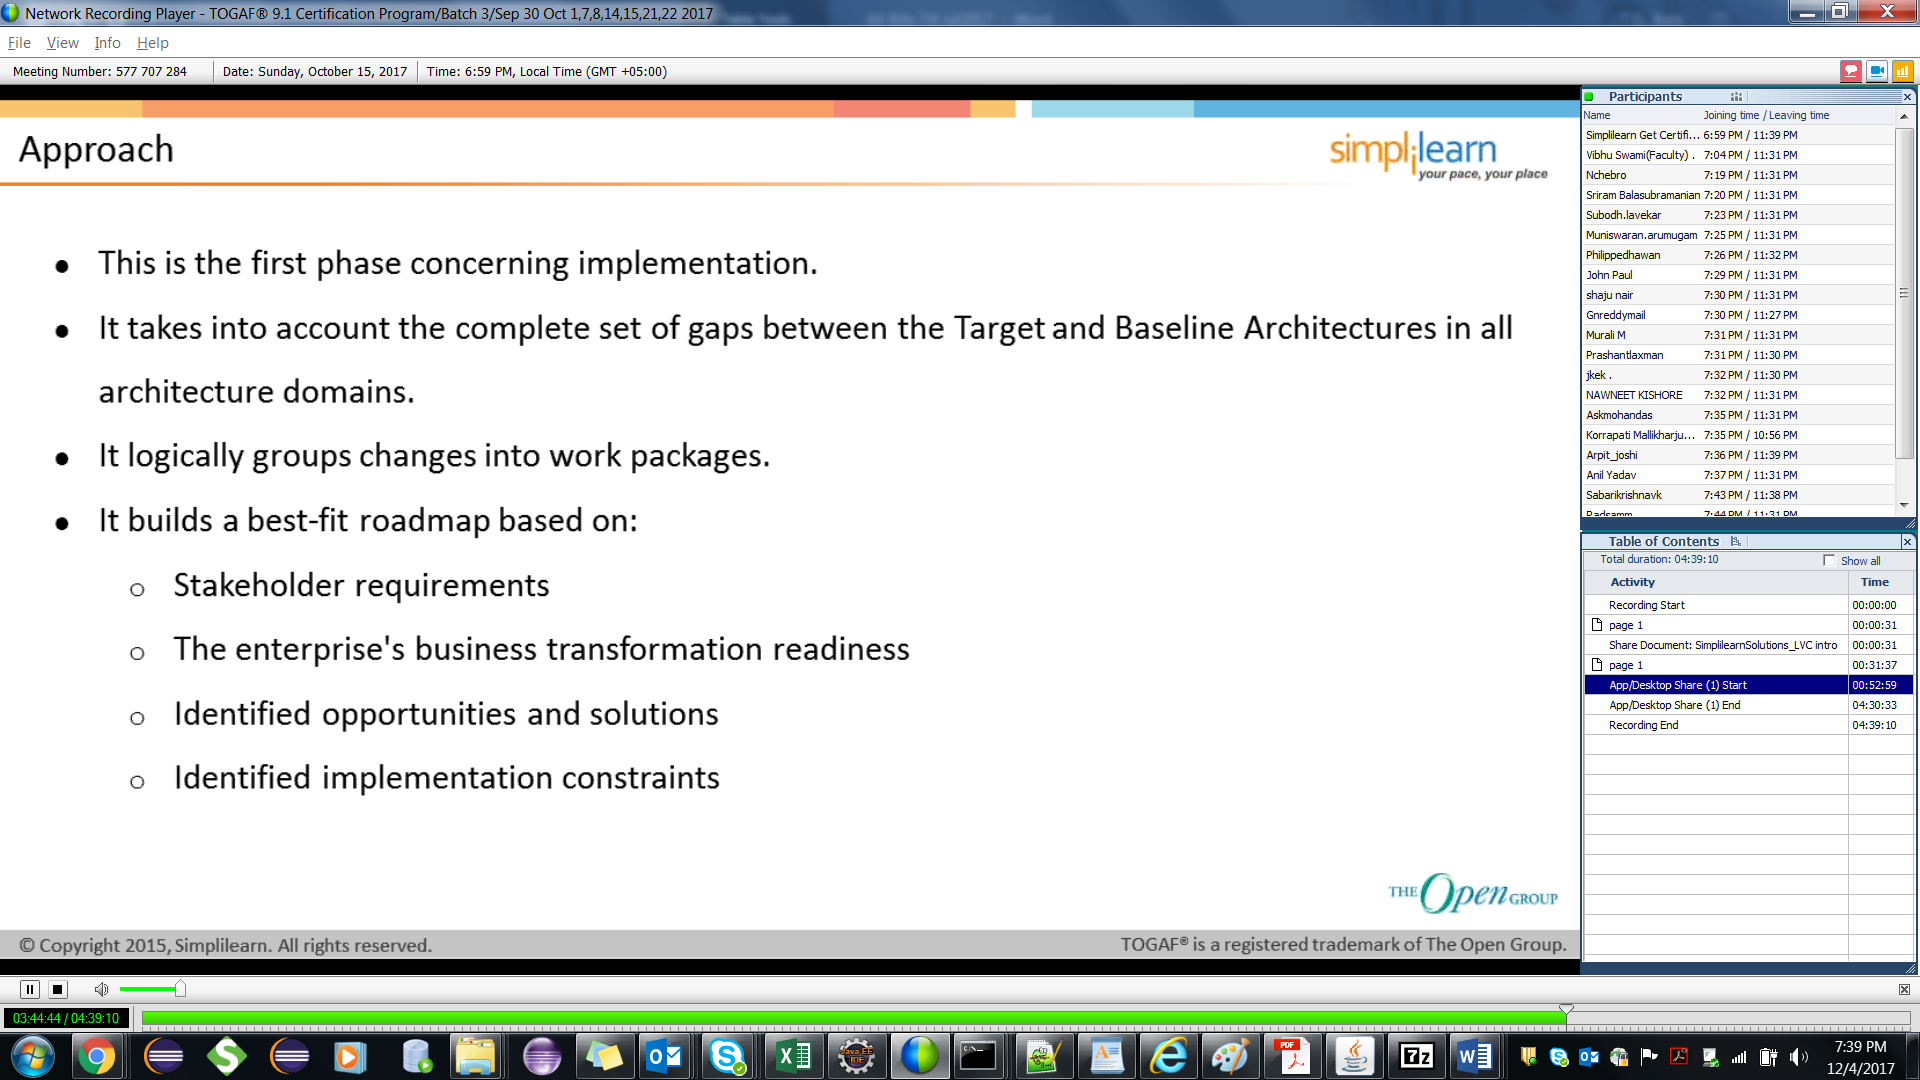 Network Recording Player - TOGAF® 9.1 Certification Program/Batch 3/Sep 30 Oct 1,7,8,14,15,21,22 2017
File View Info Help
Meeting Number: 577 707 284 Date: Sunday, October 15, 2017 Time: 6:59 PM, Local Time (GMT +05:00)
Approach
simplilearn
your pace, your place
• This is the first phase concerning implementation.
• It takes into account the complete set of gaps between the Target and Baseline Architectures in all
architecture domains.
• It logically groups changes into work packages.
• It builds a best-fit roadmap based on:
o Stakeholder requirements
o The enterprise's business transformation readiness
o Identified opportunities and solutions
o Identified implementation constraints
THE Open GROUP
© Copyright 2015, Simplilearn. All rights reserved.
TOGAF® is a registered trademark of The Open Group.
Participants
Name Joining time / Leaving time
Simplilearn Get Certifi... 6:59 PM / 11:39 PM
Vibhu Swami(Faculty) . 7:04 PM / 11:31 PM
Nchebro 7:19 PM / 11:31 PM
Sriram Balasubramanian 7:20 PM / 11:31 PM
Subodh.lavekar 7:23 PM / 11:31 PM
Muniswaran.arumugam 7:25 PM / 11:31 PM
Philippedhawan 7:26 PM / 11:32 PM
John Paul 7:29 PM / 11:31 PM
shaju nair 7:30 PM / 11:31 PM
Gnreddymail 7:30 PM / 11:27 PM
Murali M 7:31 PM / 11:31 PM
Prashantlaxman 7:31 PM / 11:30 PM
jkek . 7:32 PM / 11:30 PM
NAWNEET KISHORE 7:32 PM / 11:31 PM
Askmohandas 7:35 PM / 11:31 PM
Korrapati Mallikharju... 7:35 PM / 10:56 PM
Arpit_joshi 7:36 PM / 11:39 PM
Anil Yadav 7:37 PM / 11:31 PM
Sabarikrishnavk 7:43 PM / 11:38 PM
Radsamm 7:44 PM / 11:31 PM
Table of Contents
Total duration: 04:39:10 Show all
Activity Time
Recording Start 00:00:00
page 1 00:00:31
Share Document: SimplilearnSolutions_LVC intro 00:00:31
page 1 00:31:37
App/Desktop Share (1) Start 00:52:59
App/Desktop Share (1) End 04:30:33
Recording End 04:39:10
03:44:44 / 04:39:10
7:39 PM
12/4/2017